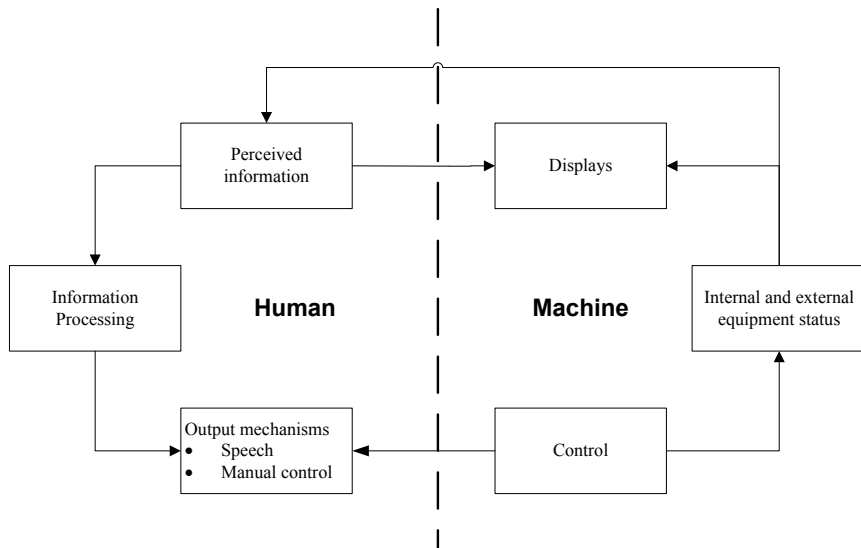 Perceived
information
Displays
Information
Processing
Human
Machine
Internal and external
equipment status
Output mechanisms
• Speech
• Manual control
Control